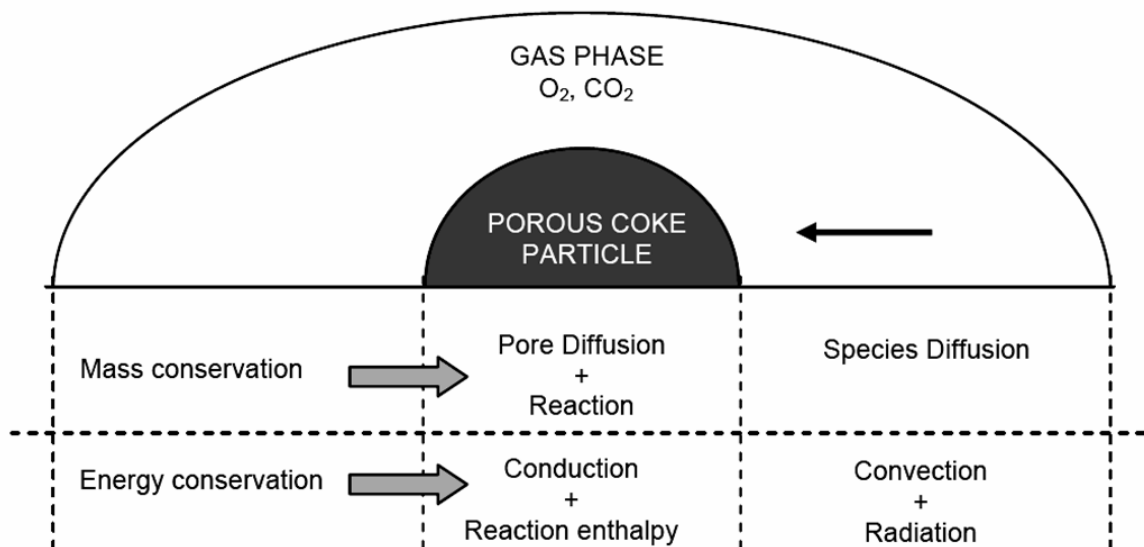 GAS PHASE
O₂, CO₂
POROUS COKE
PARTICLE
Mass conservation
Pore Diffusion
+
Reaction
Species Diffusion
Energy conservation
Conduction
+
Reaction enthalpy
Convection
+
Radiation